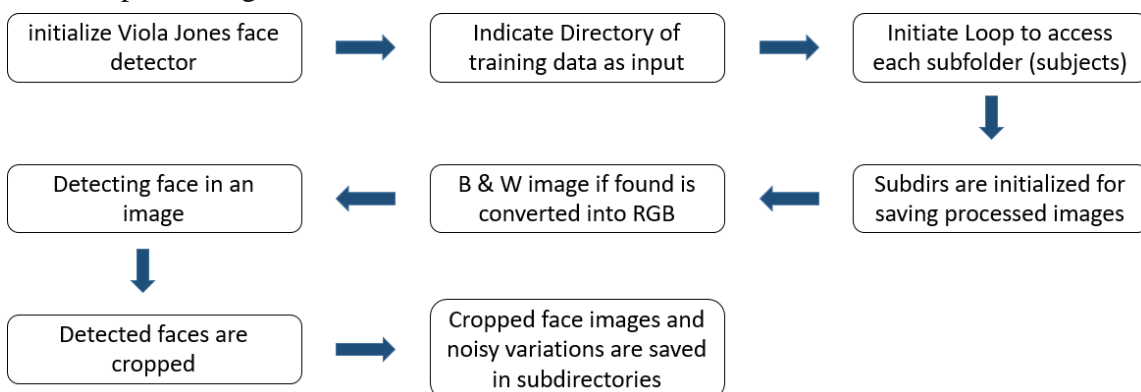 initialize Viola Jones face
detector
Indicate Directory of
training data as input
Initiate Loop to access
each subfolder (subjects)
Subdirs are initialized for
saving processed images
B & W image if found is
converted into RGB
Detecting face in an
image
Detected faces are
cropped
Cropped face images and
noisy variations are saved
in subdirectories